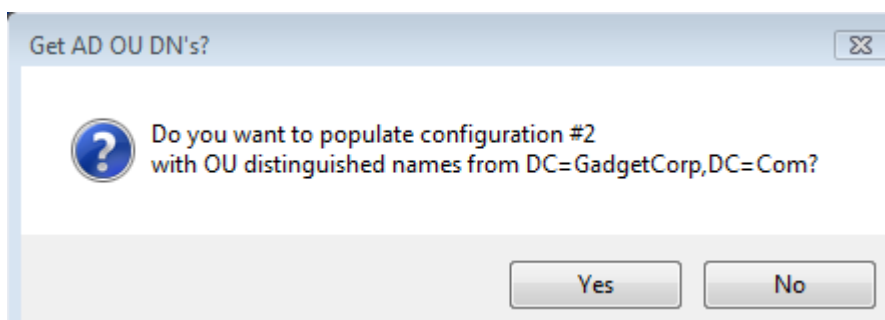 Get AD OU DN's?
Do you want to populate configuration #2
with OU distinguished names from DC=GadgetCorp,DC=Com?
Yes No